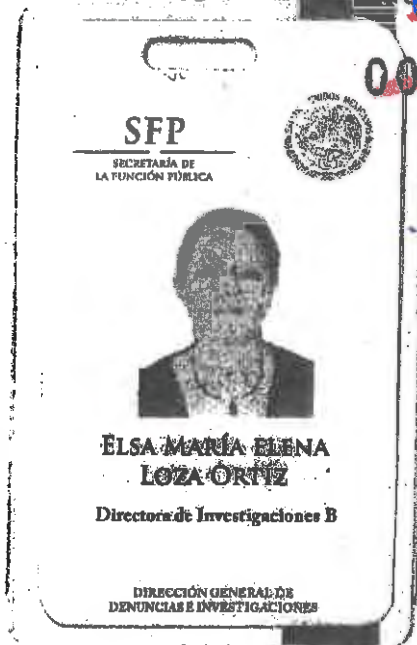 00
SFP
SECRETARÍA DE
LA FUNCIÓN PÚBLICA
ELSA MARÍA ELENA
LOZA ORTIZ
Directora de Investigaciones B
DIRECCIÓN GENERAL DE
DENUNCIAS E INVESTIGACIONES